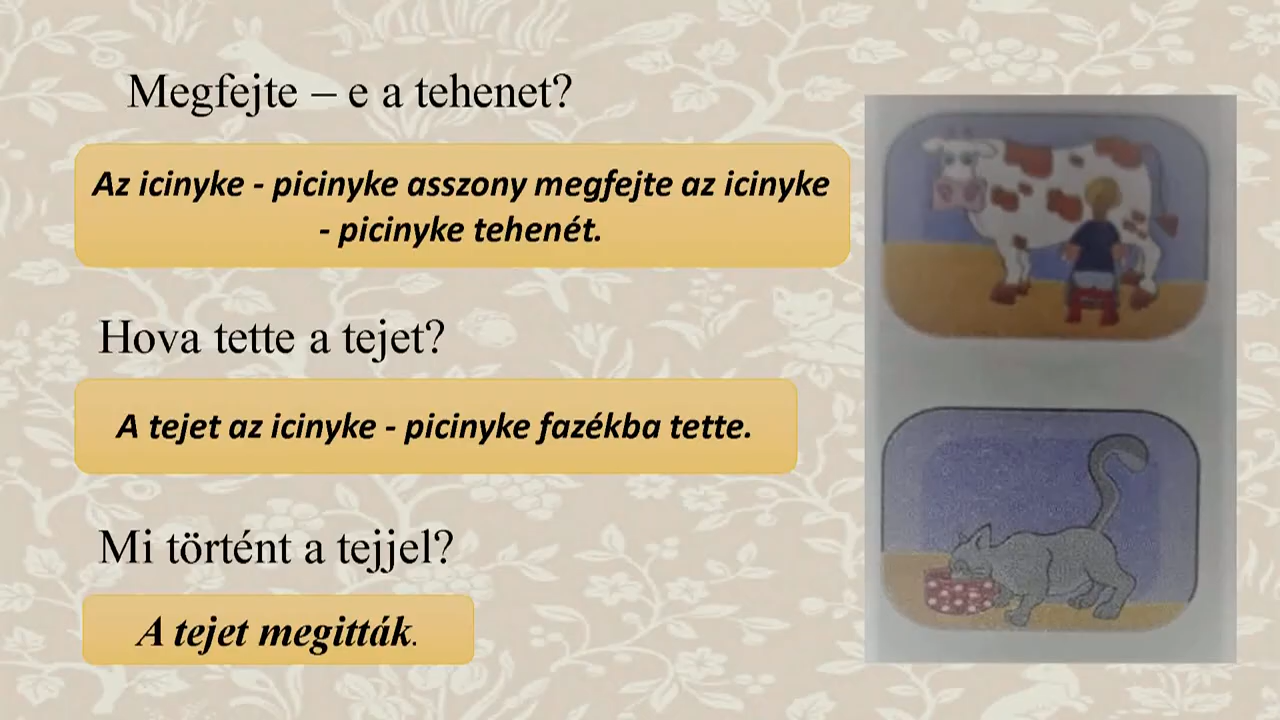 Megfejte – e a tehenet?
Az icinyke - picinyke asszony megfejte az icinyke
- picinyke tehenét.
Hova tette a tejet?
A tejet az icinyke - picinyke fazékba tette.
Mi történt a tejjel?
A tejet megitták.